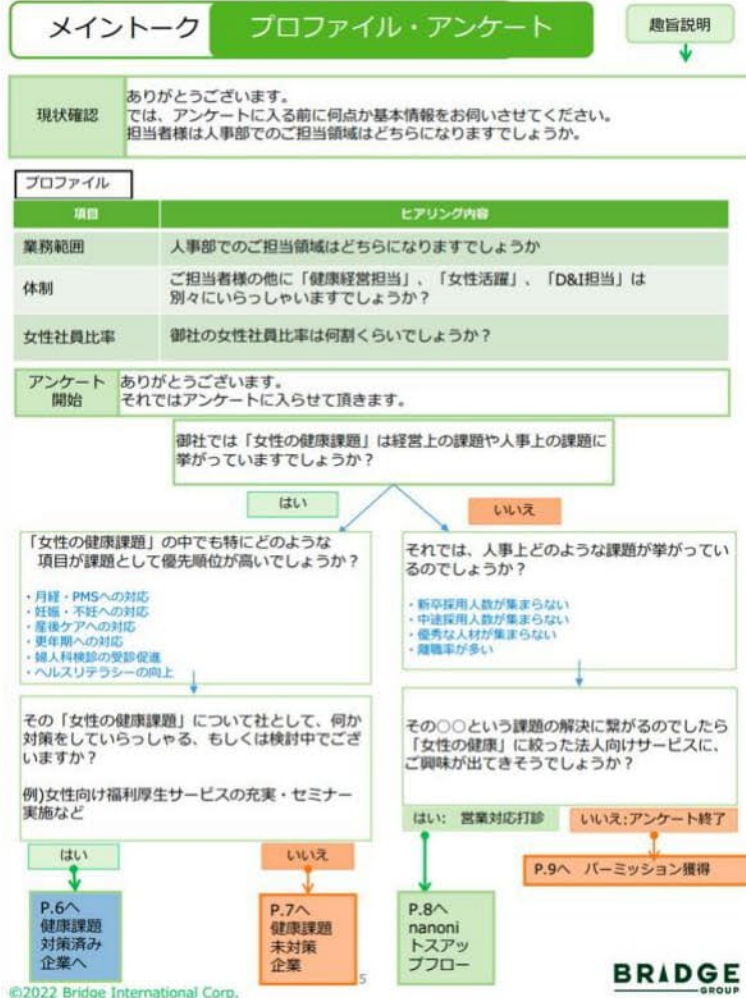 メイントーク
プロファイル・アンケート
趣旨説明
現状確認
ありがとうございます。
では、アンケートに入る前に何点か基本情報をお伺いさせてください。
担当者様は人事部でのご担当領域はどちらになりますでしょうか。
プロファイル
項目
ヒアリング内容
業務範囲
人事部でのご担当領域はどちらになりますでしょうか
体制
ご担当者様の他に「健康経営担当」、「女性活躍」、「D&I担当」は
別々にいらっしゃいますでしょうか?
女性社員比率
御社の女性社員比率は何割くらいでしょうか?
アンケート
開始
ありがとうございます。
それではアンケートに入らせて頂きます。
御社では「女性の健康課題」は経営上の課題や人事上の課題に
挙がっていますでしょうか?
はい
いいえ
「女性の健康課題」の中でも特にどのような
項目が課題として優先順位が高いでしょうか?
・月経・PMSへの対応
・妊娠・不妊への対応
・産後ケアへの対応
・更年期への対応
・婦人科検診の受診促進
・ヘルスリテラシーの向上
それでは、人事上どのような課題が挙がってい
るのでしょうか?
・新卒採用人数が集まらない
・中途採用人数が集まらない
・優秀な人材が集まらない
・離職率が多い
その「女性の健康課題」について社として、何か
対策をしていらっしゃる、もしくは検討中でござ
いますか?
例)女性向け福利厚生サービスの充実・セミナー
実施など
その○○という課題の解決に繋がるのでしたら
「女性の健康」に絞った法人向けサービスに、
ご興味が出てきそうでしょうか?
はい
いいえ
はい: 営業対応打診
いいえ:アンケート終了
P.9へ パーミッション獲得
P.6へ
健康課題
対策済み
企業へ
P.7へ
健康課題
未対策
企業
P.8へ
nanoni
トスアッ
プフロー
5
©2022 Bridge International Corp.
BRIDGE
GROUP